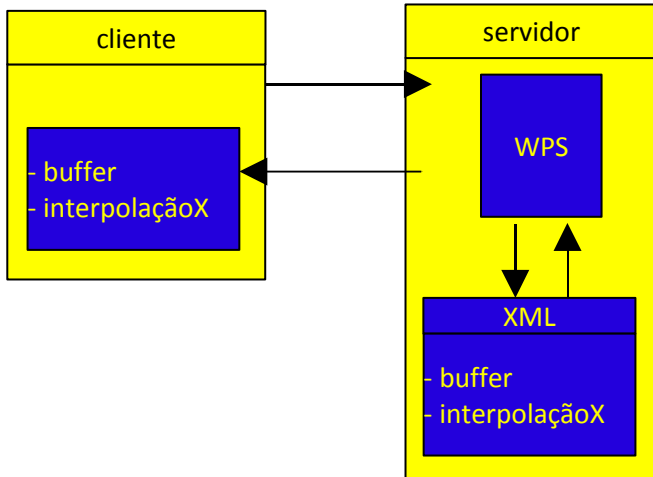 cliente
- buffer
- interpolaçãoX
servidor
WPS
XML
- buffer
- interpolaçãoX